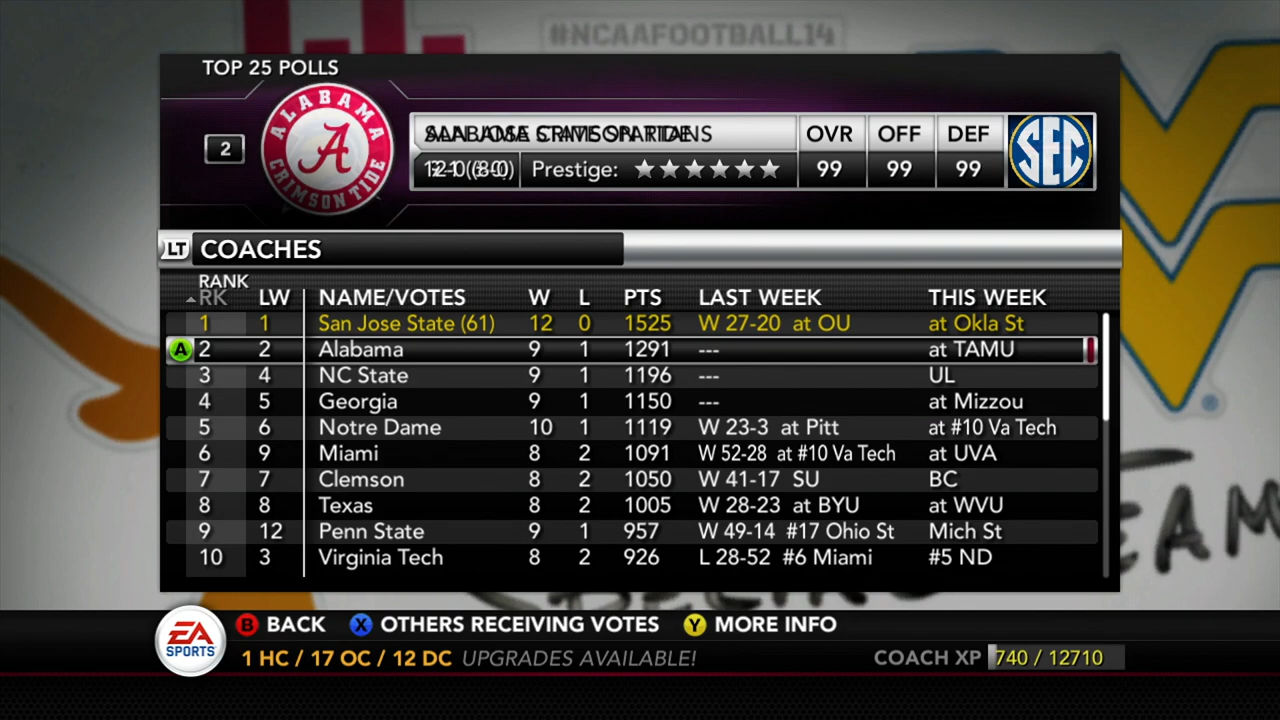 #NCAAFOOTBALL14
TOP 25 POLLS
ALABAMA
A
CRIMSON TIDE
2
OVR OFF DEF
Prestige: ★★★★★★ 99 99 99
SEC
LT COACHES
RANK
RK LW NAME/VOTES W L PTS LAST WEEK THIS WEEK
1 1 San Jose State (61) 12 0 1525 W 27-20 at OU at Okla St
A 2 2 Alabama 9 1 1291 --- at TAMU
3 4 NC State 9 1 1196 --- UL
4 5 Georgia 9 1 1150 --- at Mizzou
5 6 Notre Dame 10 1 1119 W 23-3 at Pitt at #10 Va Tech
6 9 Miami 8 2 1091 W 52-28 at #10 Va Tech at UVA
7 7 Clemson 8 2 1050 W 41-17 SU BC
8 8 Texas 8 2 1005 W 28-23 at BYU at WVU
9 12 Penn State 9 1 957 W 49-14 #17 Ohio St Mich St
10 3 Virginia Tech 8 2 926 L 28-52 #6 Miami #5 ND
EA SPORTS
B BACK X OTHERS RECEIVING VOTES Y MORE INFO
1 HC / 17 OC / 12 DC UPGRADES AVAILABLE! COACH XP 740 / 12710